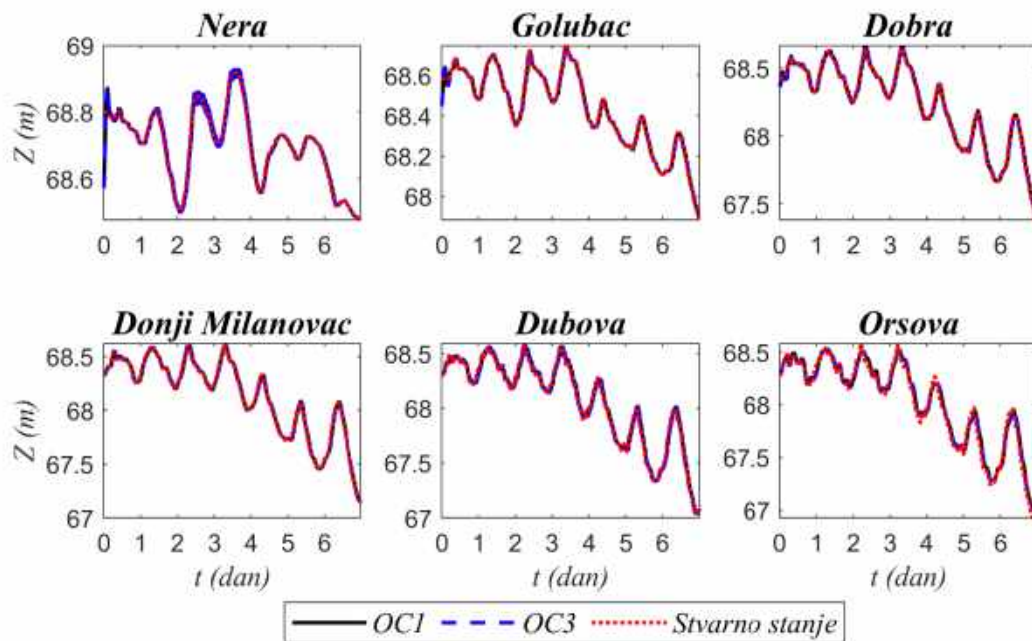 Nera Golubac Dobra
69 68.8 68.6
Z (m)
0 1 2 3 4 5 6
68.6 68.4 68.2 68
0 1 2 3 4 5 6
68.5 68 67.5
0 1 2 3 4 5 6
Donji Milanovac Dubova Orsova
68.5 68 67.5 67
Z (m)
0 1 2 3 4 5 6
t (dan)
68.5 68 67.5 67
0 1 2 3 4 5 6
t (dan)
68.5 68 67.5 67
0 1 2 3 4 5 6
t (dan)
OC1 OC3 Stvarno stanje